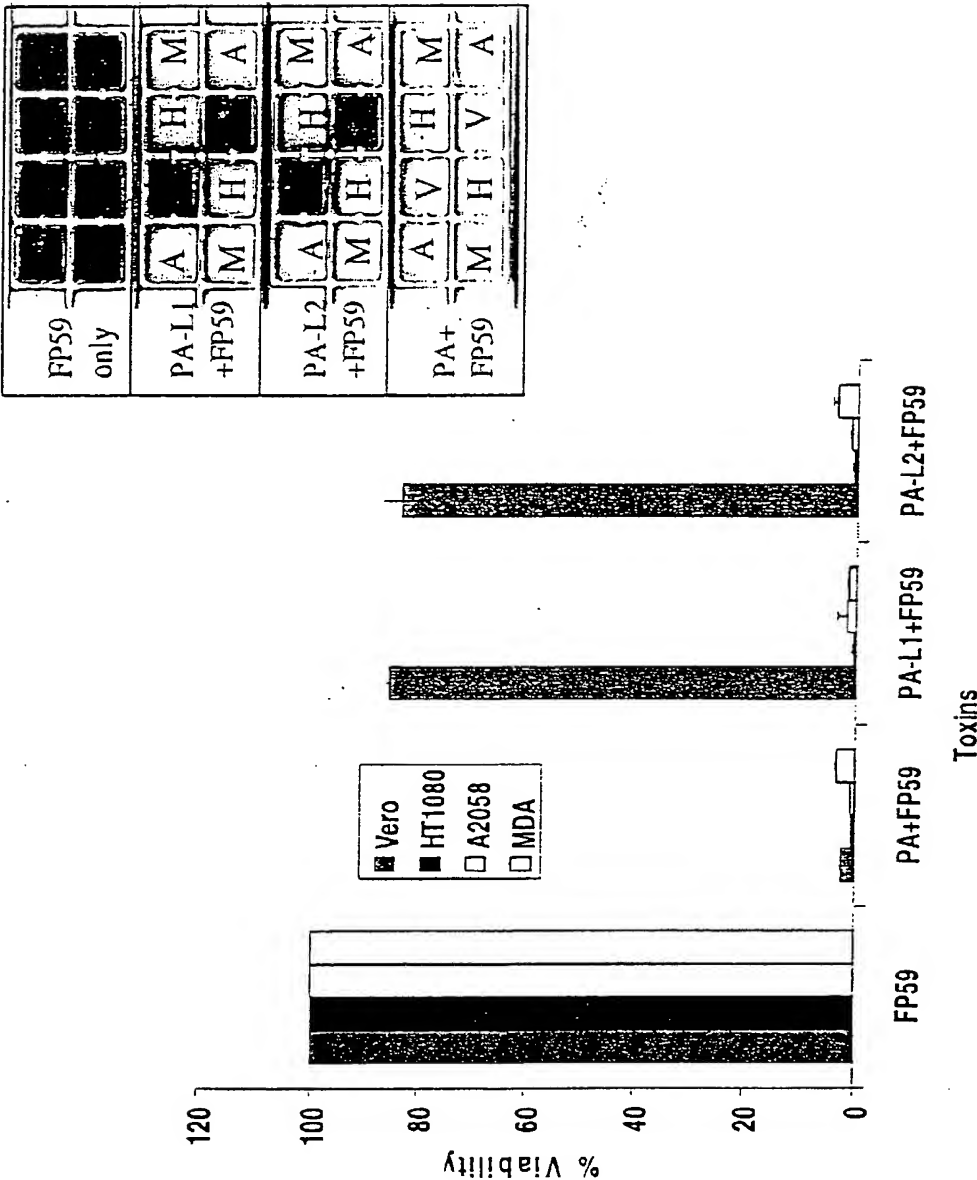 FP59
only
PA-L1
+FP59
A H M
M H A
PA-L2
+FP59
A H M
M H A
PA+
FP59
A V H M
M H V A
% Viability
120
100
80
60
40
20
0
Vero
HT1080
A2058
MDA
FP59
PA+FP59
PA-L1+FP59
PA-L2+FP59
Toxins